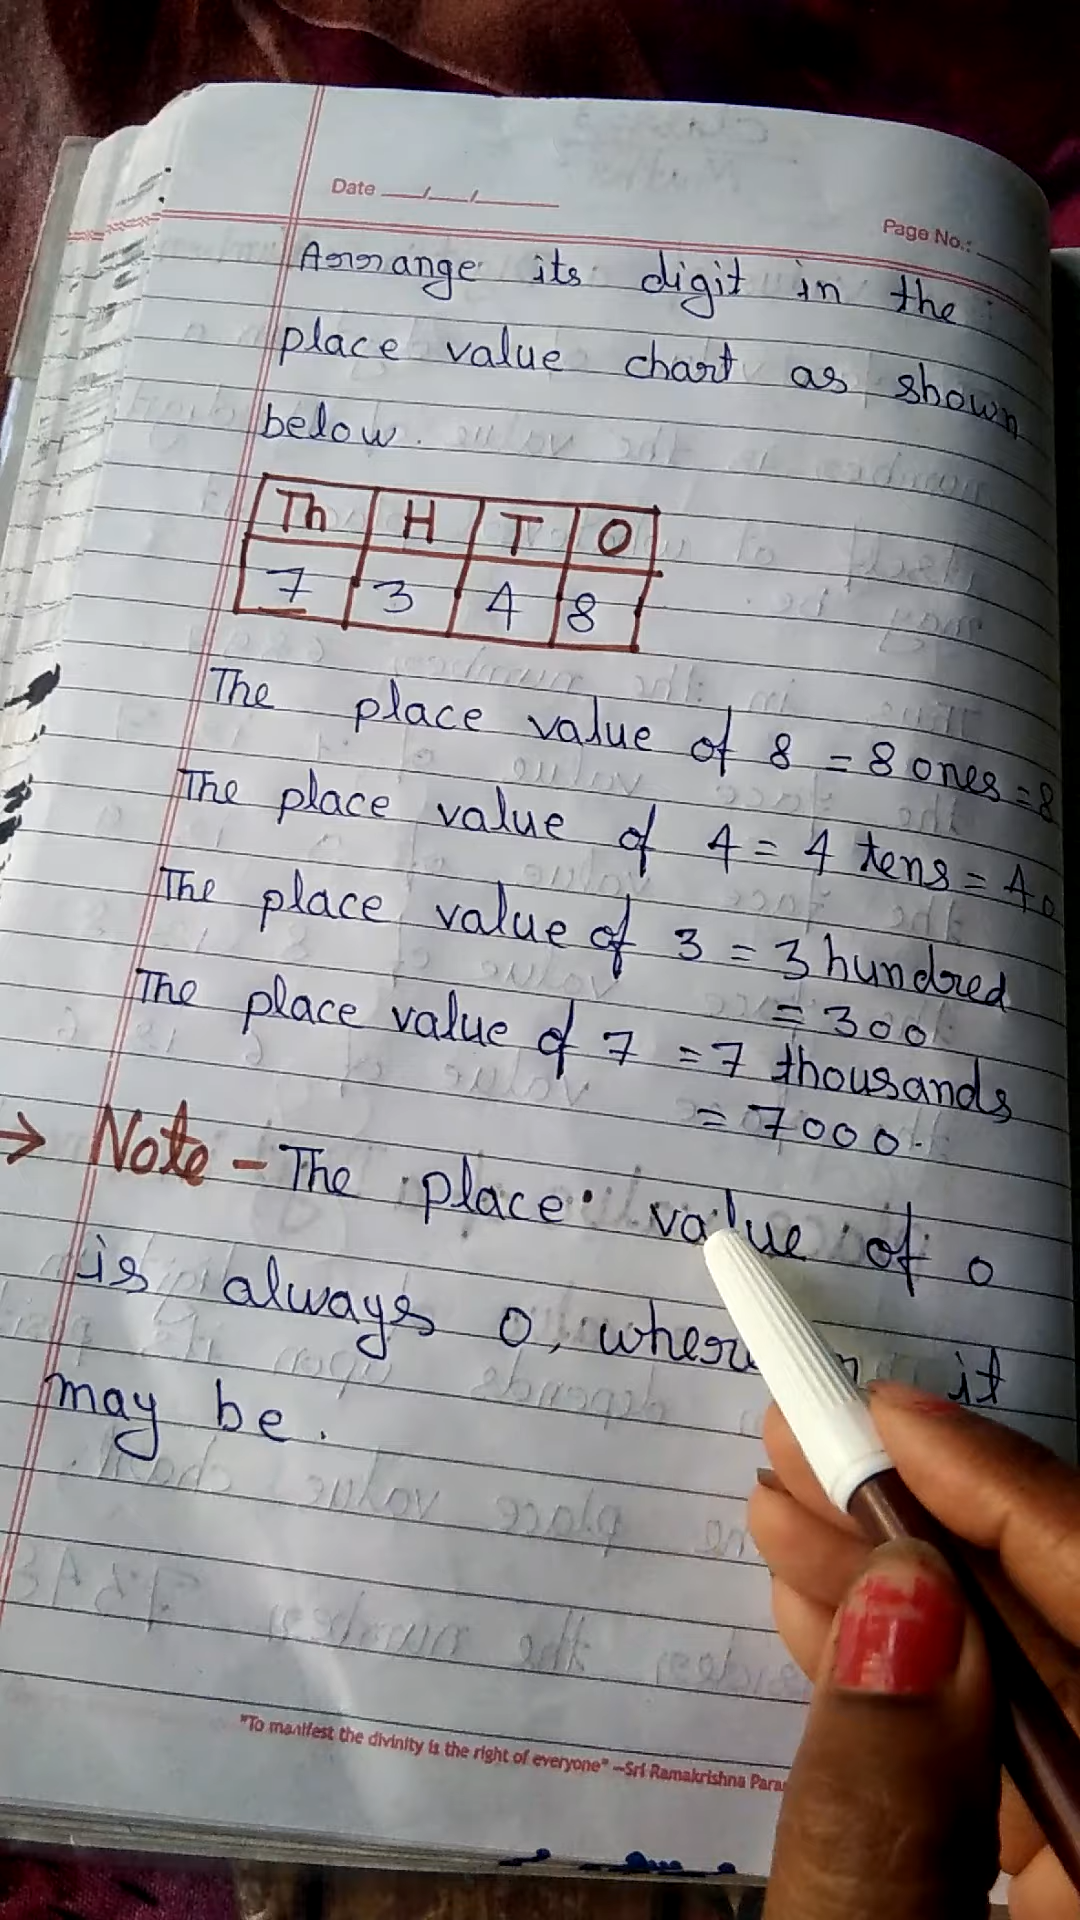 Date __/__/____
Page No.:
Arrange its digit in the
place value chart as shown
below.
Th H T O
7 3 4 8
The place value of 8 = 8 ones = 8
The place value of 4 = 4 tens = 40
The place value of 3 = 3 hundred
= 300
The place value of 7 = 7 thousands
= 7000.
→ Note - The place value of 0
is always 0, it
may be.
"To manifest the divinity is the right of everyone" –Sri Ramakrishna